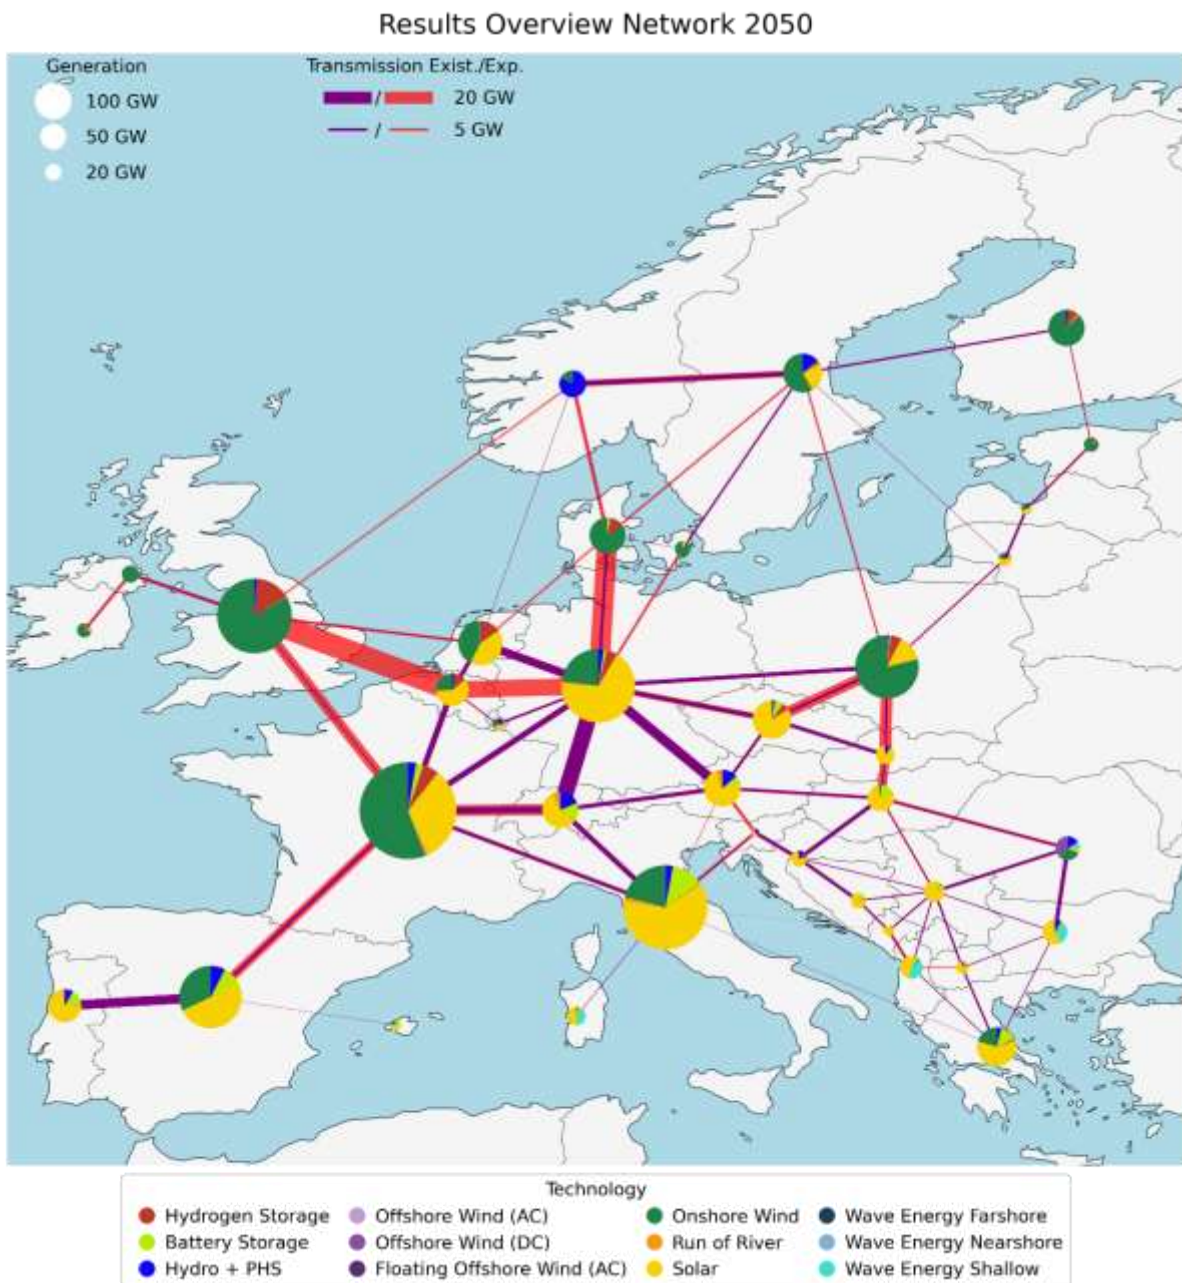 Results Overview Network 2050
Generation
100 GW
50 GW
20 GW
Transmission Exist./Exp.
/ 20 GW
/ 5 GW
Technology
Hydrogen Storage
Battery Storage
Hydro + PHS
Offshore Wind (AC)
Offshore Wind (DC)
Floating Offshore Wind (AC)
Onshore Wind
Run of River
Solar
Wave Energy Farshore
Wave Energy Nearshore
Wave Energy Shallow